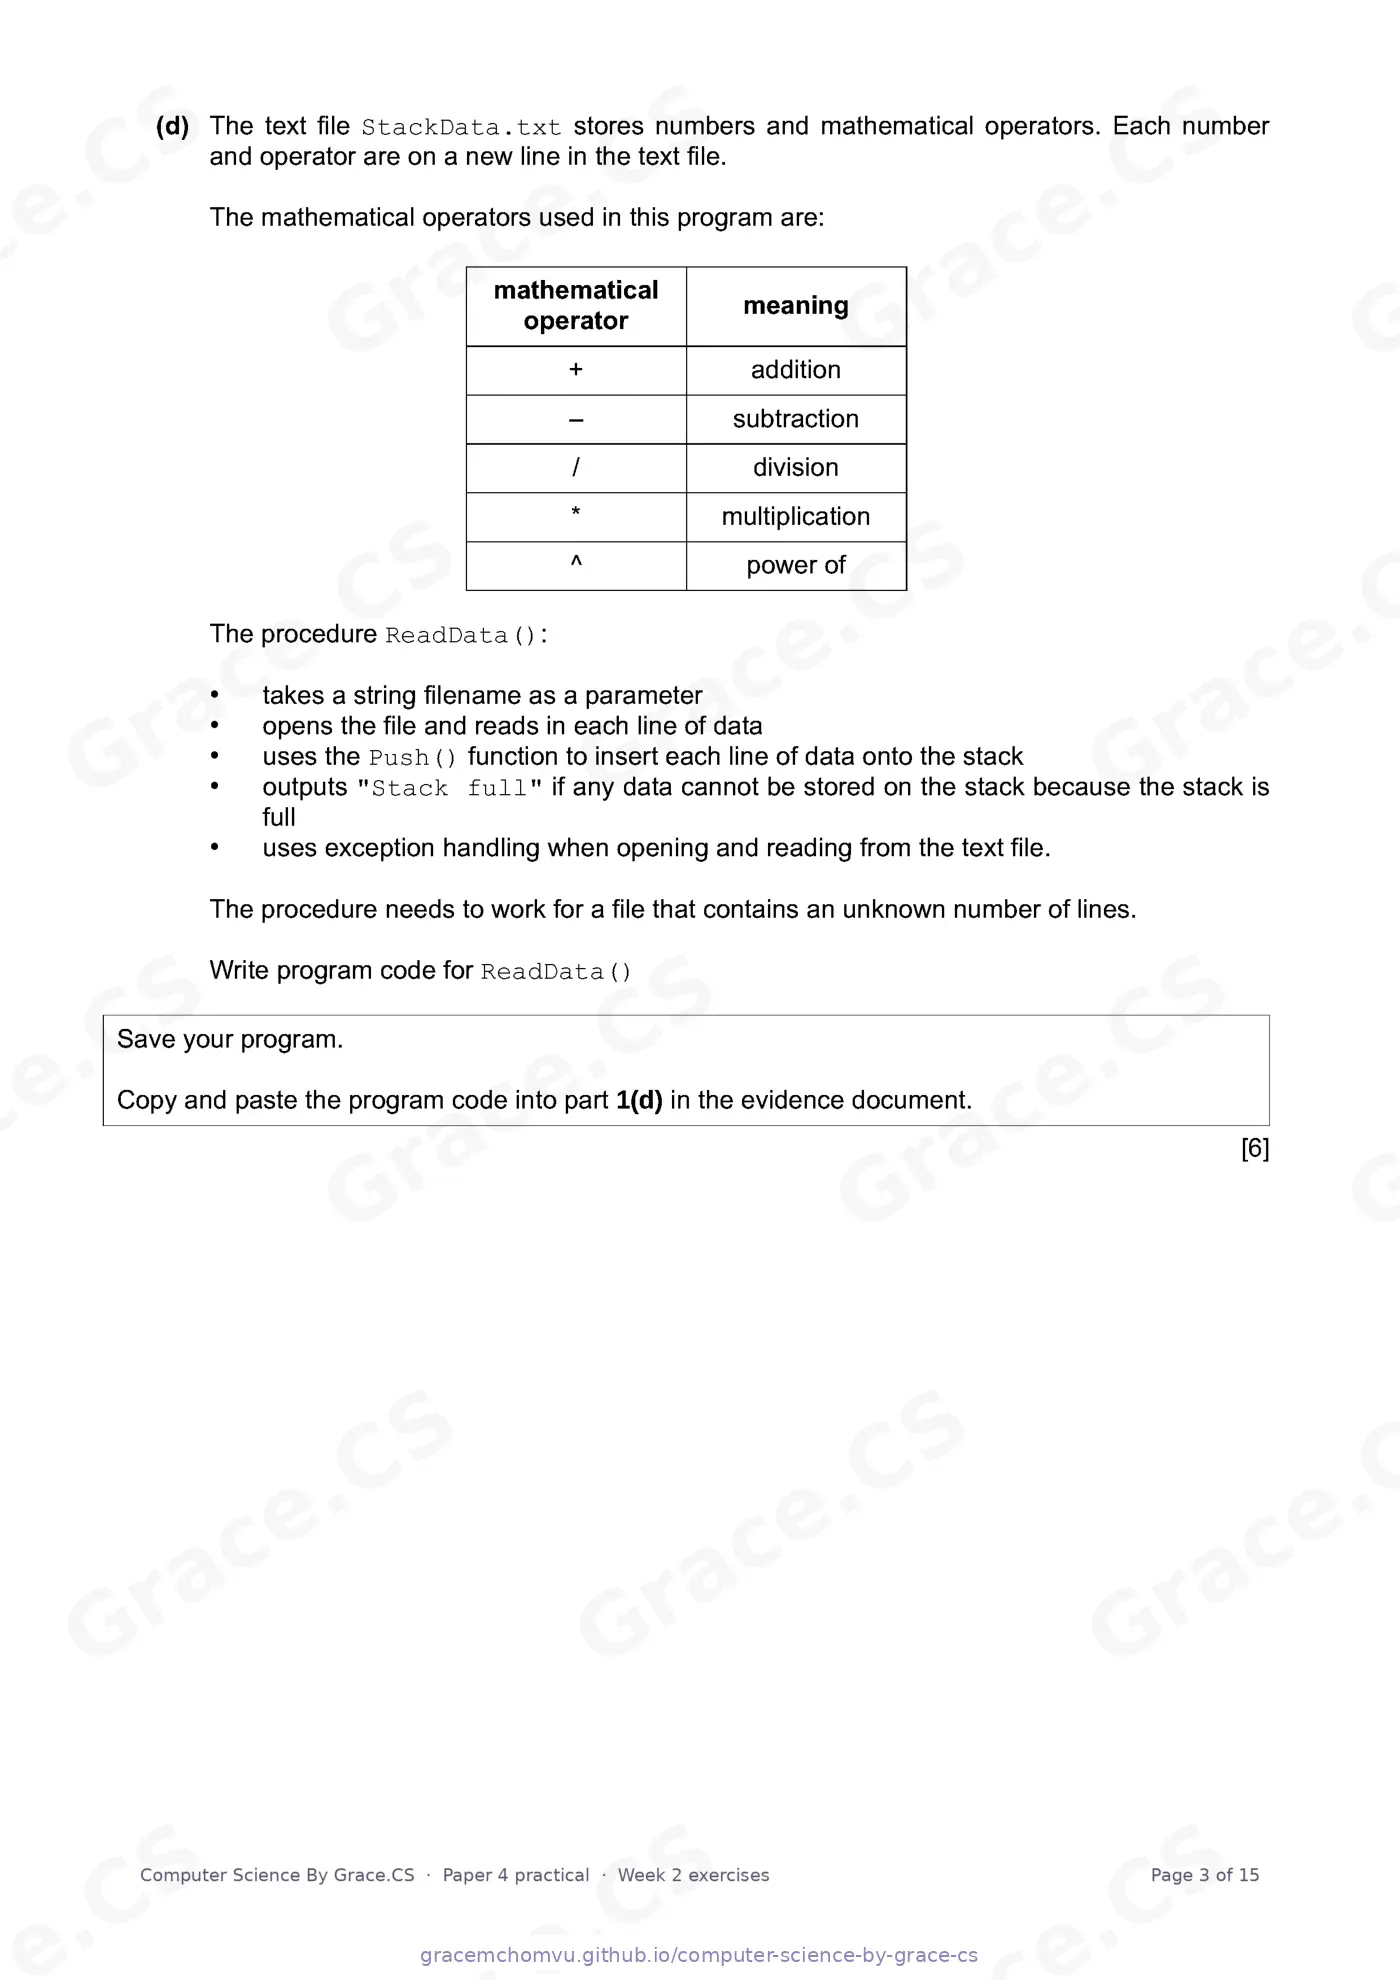 (d) The text file StackData.txt stores numbers and mathematical operators. Each number
and operator are on a new line in the text file.
The mathematical operators used in this program are:
mathematical operator meaning
+ addition
– subtraction
/ division
* multiplication
^ power of
The procedure ReadData():
• takes a string filename as a parameter
• opens the file and reads in each line of data
• uses the Push() function to insert each line of data onto the stack
• outputs "Stack full" if any data cannot be stored on the stack because the stack is
full
• uses exception handling when opening and reading from the text file.
The procedure needs to work for a file that contains an unknown number of lines.
Write program code for ReadData()
Save your program.
Copy and paste the program code into part 1(d) in the evidence document.
[6]
Computer Science By Grace.CS · Paper 4 practical · Week 2 exercises Page 3 of 15
gracemchomvu.github.io/computer-science-by-grace-cs